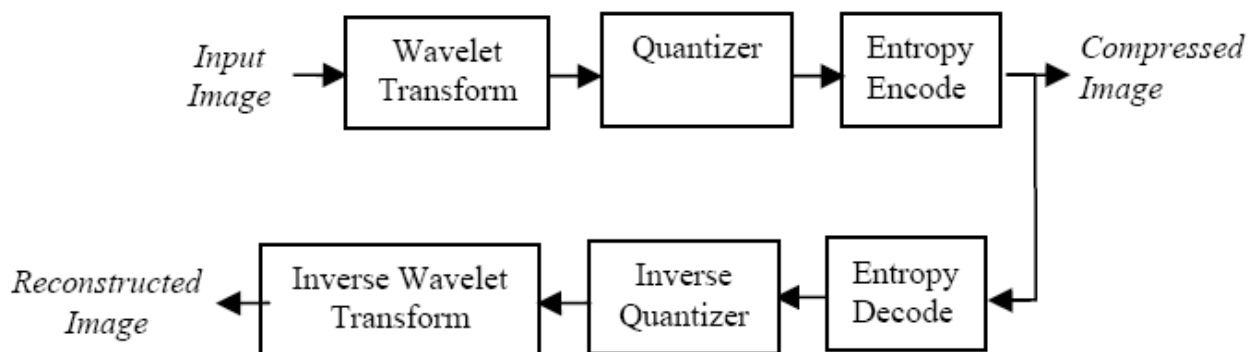 Input
Image
Wavelet
Transform
Quantizer
Entropy
Encode
Compressed
Image
Reconstructed
Image
Inverse Wavelet
Transform
Inverse
Quantizer
Entropy
Decode